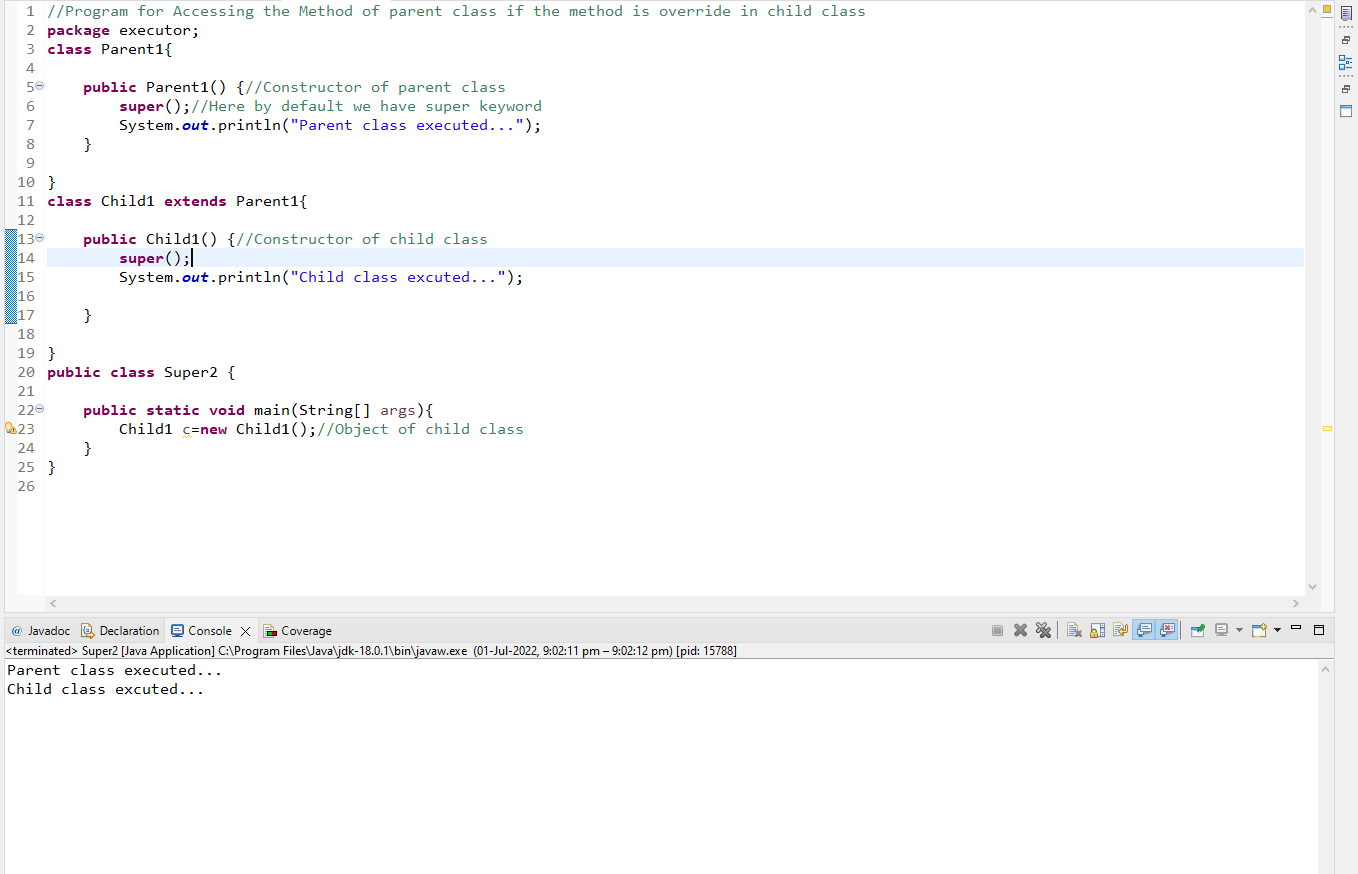 1 //Program for Accessing the Method of parent class if the method is override in child class
2 package executor;
3 class Parent1{
4
5 public Parent1() {//Constructor of parent class
6 super();//Here by default we have super keyword
7 System.out.println("Parent class executed...");
8 }
9
10 }
11 class Child1 extends Parent1{
12
13 public Child1() {//Constructor of child class
14 super();
15 System.out.println("Child class excuted...");
16
17 }
18
19 }
20 public class Super2 {
21
22 public static void main(String[] args){
23 Child1 c=new Child1();//Object of child class
24 }
25 }
26
@ Javadoc Declaration Console Coverage
<terminated> Super2 [Java Application] C:\Program Files\Java\jdk-18.0.1\bin\javaw.exe (01-Jul-2022, 9:02:11 pm – 9:02:12 pm) [pid: 15788]
Parent class executed...
Child class excuted...